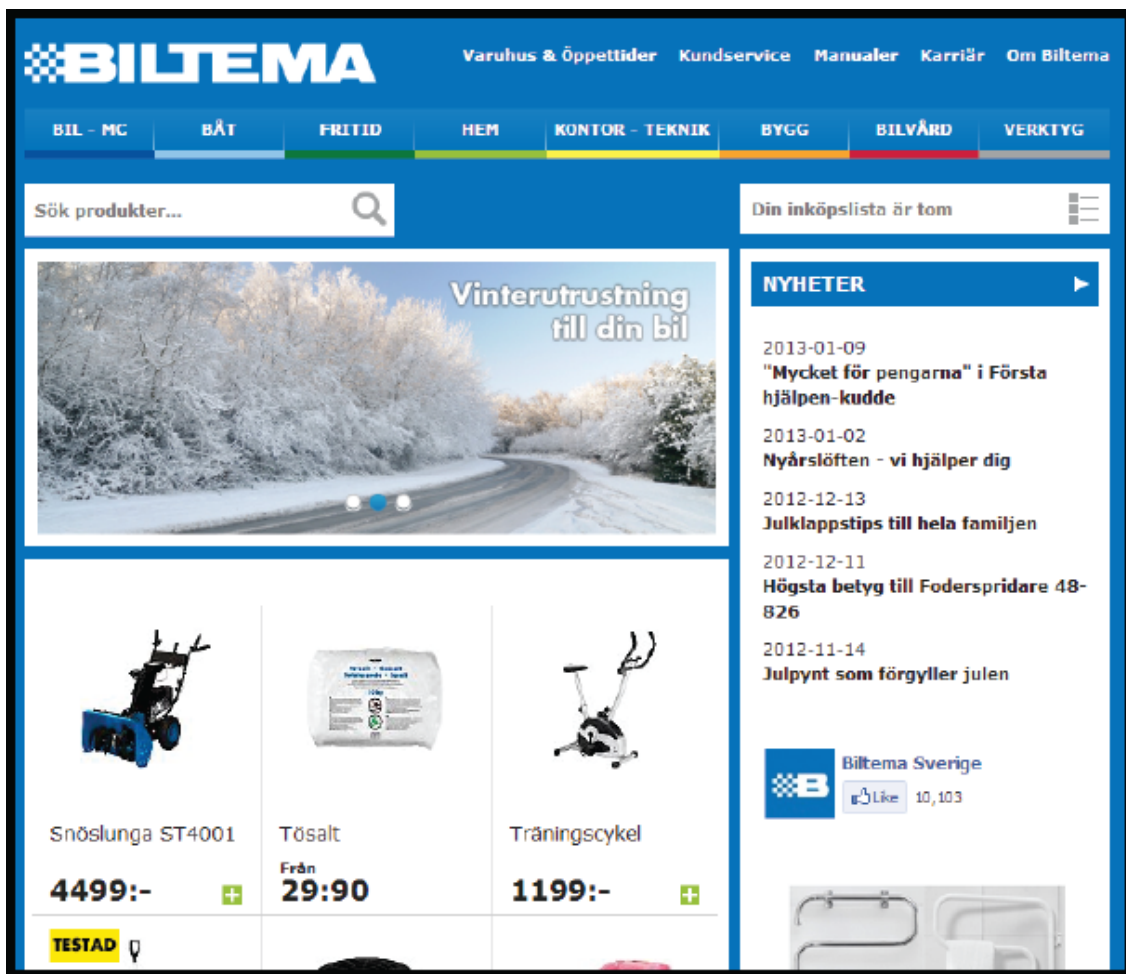 BILTEMA
Varuhus & Öppettider Kundservice Manualer Karriär Om Biltema
BIL - MC BÅT FRITID HEM KONTOR - TEKNIK BYGG BILVÅRD VERKTYG
Sök produkter...
Din inköpslista är tom
Vinterutrustning
till din bil
NYHETER
2013-01-09
"Mycket för pengarna" i Första
hjälpen-kudde
2013-01-02
Nyårslöften - vi hjälper dig
2012-12-13
Julklappstips till hela familjen
2012-12-11
Högsta betyg till Foderspridare 48-
826
2012-11-14
Julpynt som förgyller julen
B
Biltema Sverige
Like 10,103
Snöslunga ST4001
4499:-
Tösalt
Från
29:90
Träningscykel
1199:-
TESTAD